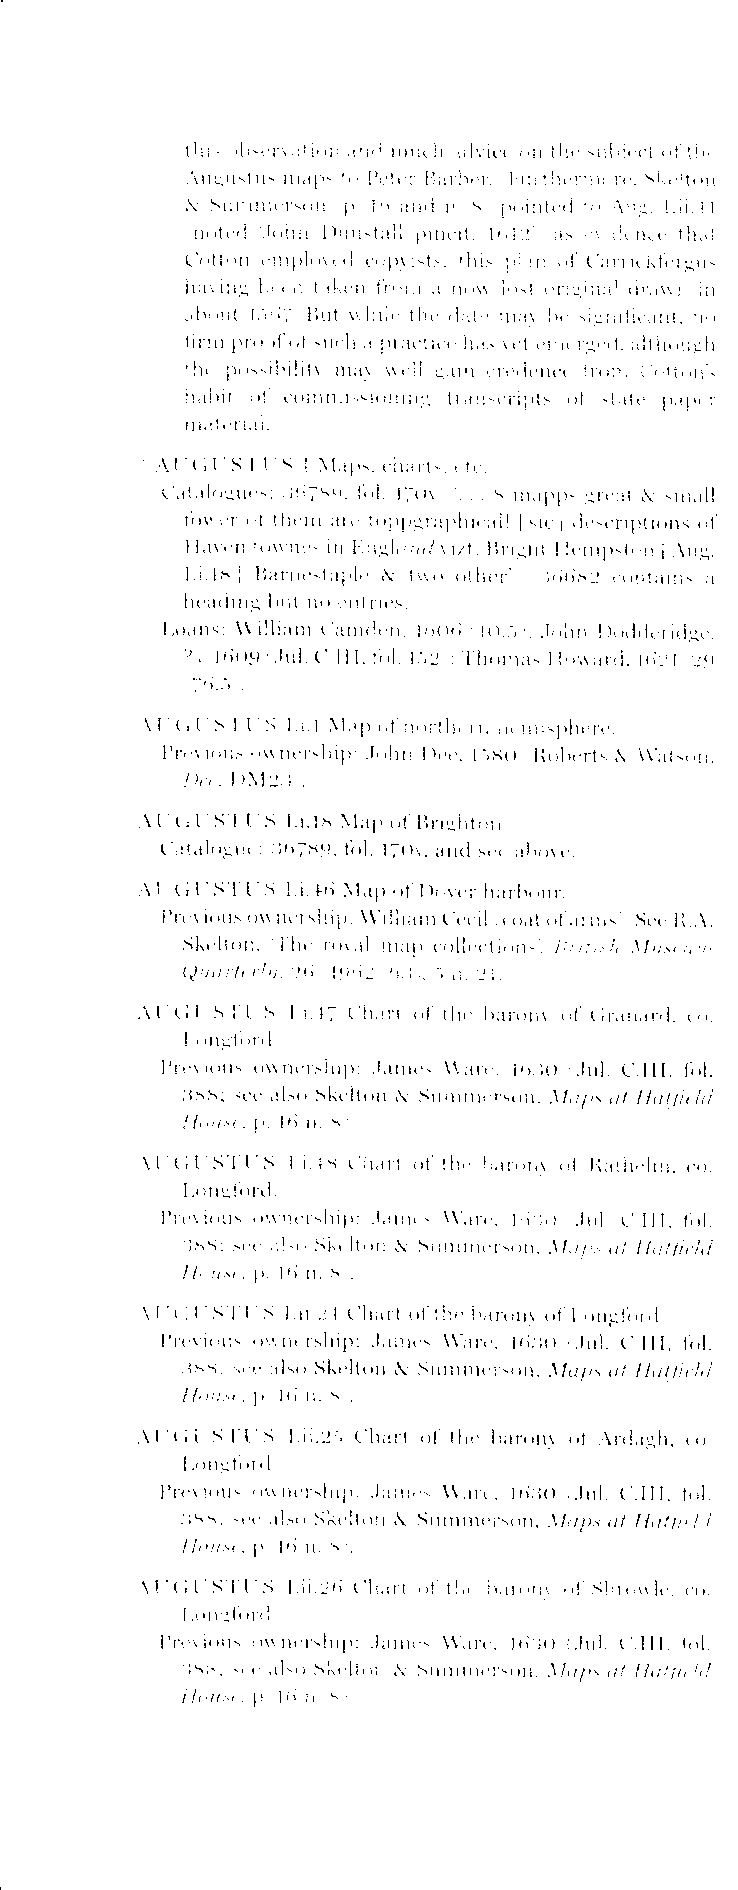 this observation and much advice on the subject of the
Augustus maps to Peter Barber. Furthermore, Skelton
& Summerson, p. 16 and n. 8, pointed to Aug. I.ii.41
noted 'John Dunstall pincit, 1642' as evidence that
Cotton employed copyists, this plan of Carrickfergus
having been taken from a now lost original drawn in
about 1567. But while the date may be significant, no
firm proof of such a practice has yet emerged, although
the possibility may well gain credence from Cotton's
habit of commissioning transcripts of state paper
material.
AUGUSTUS I Maps, charts, etc.
Catalogues: 36789, fol. 170v 8 mapps great & small
fower of them are toppgraphicall [sic] descriptions of
Haven townes in England vizt. Bright Hempsten [Aug.
I.i.18] Barnestaple & two other' 36682 contains a
heading but no entries.
Loans: William Camden, 1606 (10.5), John Dodderidge,
1609 (Jul. C.III, fol. 152); Thomas Howard, 1621–29
(76.5).
AUGUSTUS I.i.1 Map of northern hemisphere.
Previous ownership: John Dee, 1580 (Roberts & Watson,
Dee, DM24).
AUGUSTUS I.i.18 Map of Brighton
Catalogue: 36789, fol. 170v, and see above.
AUGUSTUS I.i.46 Map of Dover harbour.
Previous ownership: William Cecil (coat of arms). See R.A.
Skelton, 'The royal map collections', British Museum
Quarterly, 26 (1962–63), 5 n. 21.
AUGUSTUS I.i.47 Chart of the barony of Granard, co.
Longford
Previous ownership: James Ware, 1630 (Jul. C.III, fol.
388; see also Skelton & Summerson, Maps at Hatfield
House, p. 16 n. 8)
AUGUSTUS I.i.48 Chart of the barony of Rathelin, co.
Longford.
Previous ownership: James Ware, 1630 (Jul. C.III, fol.
388; see also Skelton & Summerson, Maps at Hatfield
House, p. 16 n. 8).
AUGUSTUS I.ii.24 Chart of the barony of Longford
Previous ownership: James Ware, 1630 (Jul. C.III, fol.
388; see also Skelton & Summerson, Maps at Hatfield
House, p. 16 n. 8).
AUGUSTUS I.ii.25 Chart of the barony of Ardagh, co
Longford
Previous ownership: James Ware, 1630 (Jul. C.III, fol.
388; see also Skelton & Summerson, Maps at Hatfield
House, p. 16 n. 8).
AUGUSTUS I.ii.26 Chart of the barony of Shrowle, co.
Longford
Previous ownership: James Ware, 1630 (Jul. C.III, fol.
388; see also Skelton & Summerson, Maps at Hatfield
House, p. 16 n. 8)